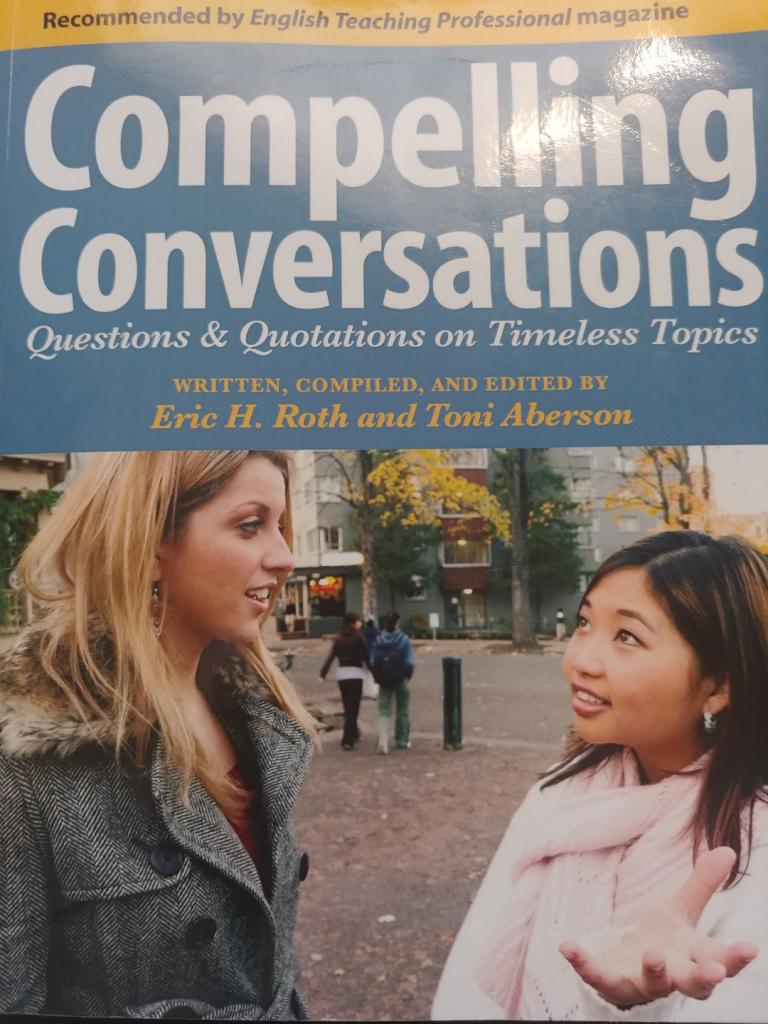 Recommended by English Teaching Professional magazine
Compelling
Conversations
Questions & Quotations on Timeless Topics
WRITTEN, COMPILED, AND EDITED BY
Eric H. Roth and Toni Aberson